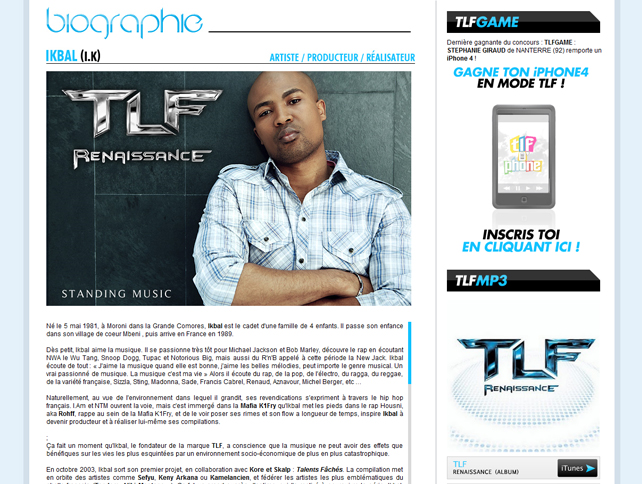 biographie
IKBAL (I.K)
ARTISTE / PRODUCTEUR / RÉALISATEUR
TLF
RENAISSANCE
STANDING MUSIC
Né le 5 mai 1981, à Moroni dans la Grande Comores, Ikbal est le cadet d'une famille de 4 enfants. Il passe son enfance
dans son village de coeur Mbeni , puis arrive en France en 1989.
Dès petit, Ikbal aime la musique. Il se passionne très tôt pour Michael Jackson et Bob Marley, découvre le rap en écoutant
NWA le Wu Tang, Snoop Dogg, Tupac et Notorious Big, mais aussi du R'n'B appelé à cette période la New Jack. Ikbal
écoute de tout : « J'aime la musique quand elle est bonne, j'aime les belles mélodies, peut importe le genre musical. Un
vrai passionné de musique. La musique c'est ma vie » Alors il écoute du rap, de la pop, de l'électro, du ragga, du reggae,
de la variété française, Sizzla, Sting, Madonna, Sade, Francis Cabrel, Renaud, Aznavour, Michel Berger, etc ...
Naturellement, au vue de l'environnement dans lequel il grandit, ses revendications s'expriment à travers le hip hop
français. I Am et NTM ouvrent la voie, mais c'est immergé dans la Mafia K1Fry qu'Ikbal met les pieds dans le rap Housni,
aka Rohff, rappe au sein de la Mafia K1Fry, et de le voir poser ses rimes et son flow a longueur de temps, inspire Ikbal à
devenir producteur et à réaliser lui-même ses compilations.
;
Ça fait un moment qu'Ikbal, le fondateur de la marque TLF, a conscience que la musique ne peut avoir des effets que
bénéfiques sur les vies les plus esquintées par un environnement socio-économique de plus en plus catastrophique.
En octobre 2003, Ikbal sort son premier projet, en collaboration avec Kore et Skalp : Talents Fâchés. La compilation met
en orbite des artistes comme Sefyu, Keny Arkana ou Kamelancien, et fédérer les artistes les plus emblématiques du
TLFGAME
Dernière gagnante du concours : TLFGAME :
STEPHANIE GIRAUD de NANTERRE (92) remporte un
iPhone 4 !
GAGNE TON iPHONE4
EN MODE TLF !
tlf
phone
INSCRIS TOI
EN CLIQUANT ICI !
TLFMP3
TLF
RENAISSANCE
TLF
RENAISSANCE (ALBUM)
iTunes